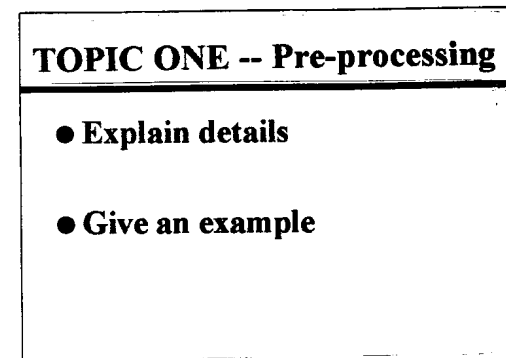 TOPIC ONE -- Pre-processing
● Explain details
● Give an example